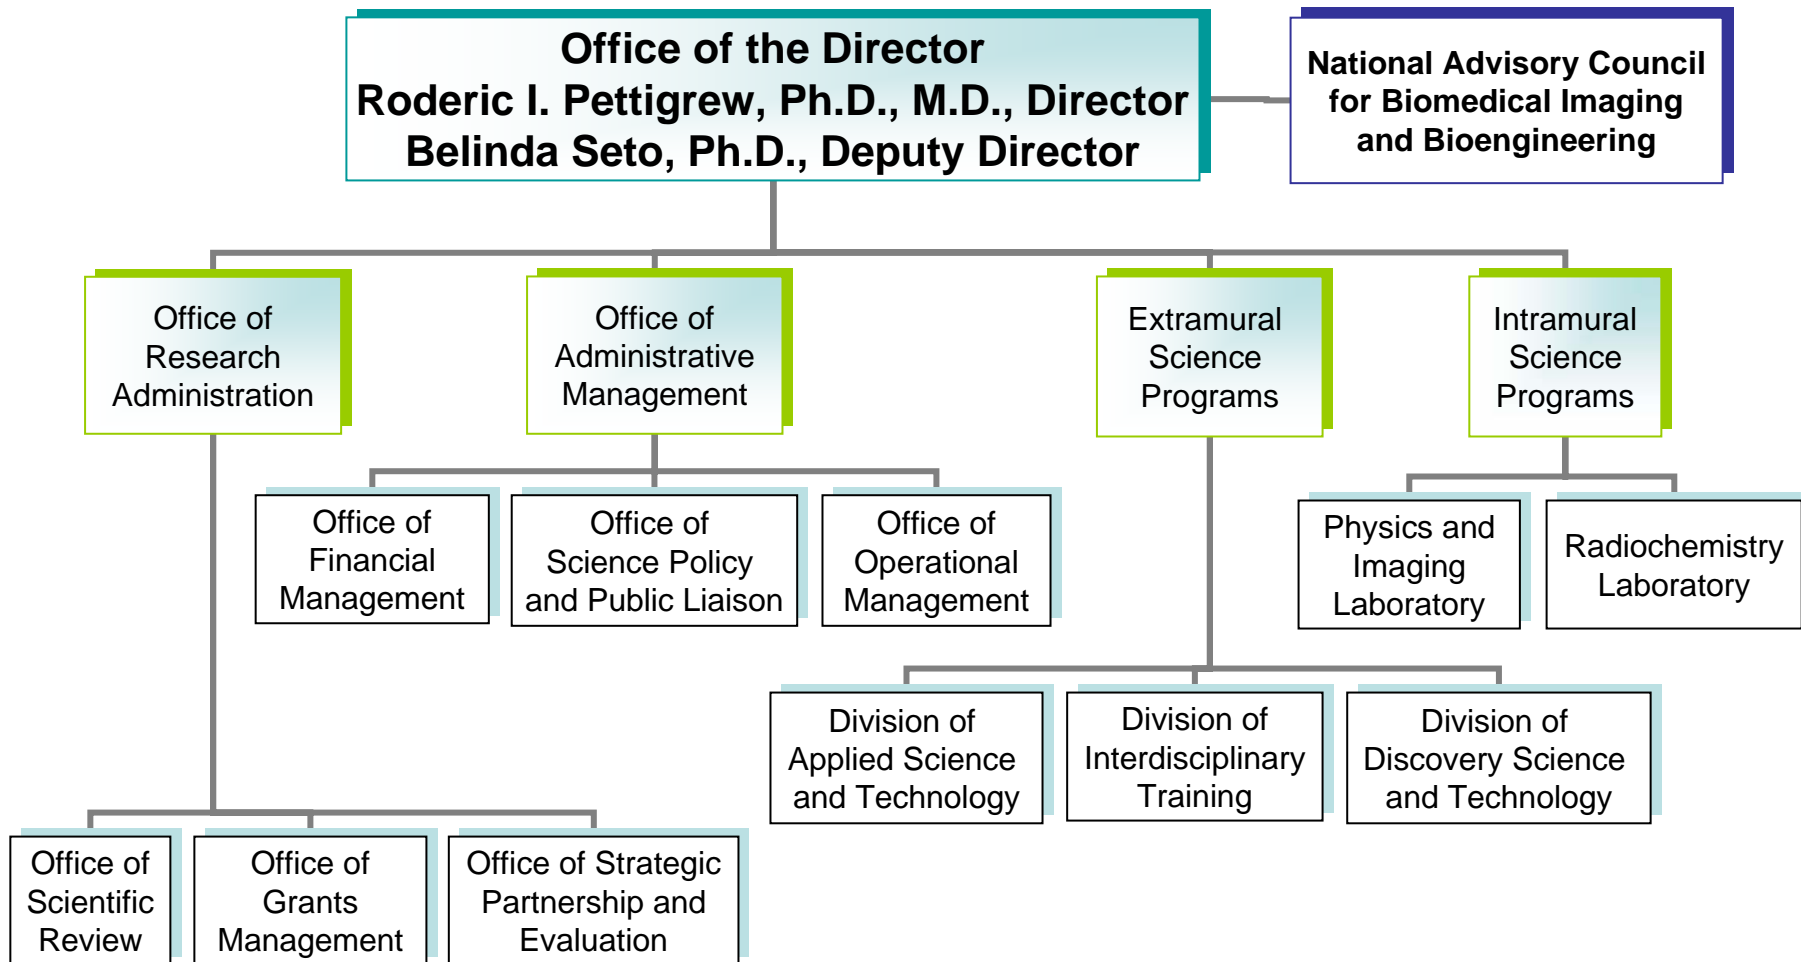 Office of the Director
Roderic I. Pettigrew, Ph.D., M.D., Director
Belinda Seto, Ph.D., Deputy Director
National Advisory Council
for Biomedical Imaging
and Bioengineering
Office of
Research
Administration
Office of
Administrative
Management
Extramural
Science
Programs
Intramural
Science
Programs
Office of
Financial
Management
Office of
Science Policy
and Public Liaison
Office of
Operational
Management
Physics and
Imaging
Laboratory
Radiochemistry
Laboratory
Division of
Applied Science
and Technology
Division of
Interdisciplinary
Training
Division of
Discovery Science
and Technology
Office of
Scientific
Review
Office of
Grants
Management
Office of Strategic
Partnership and
Evaluation